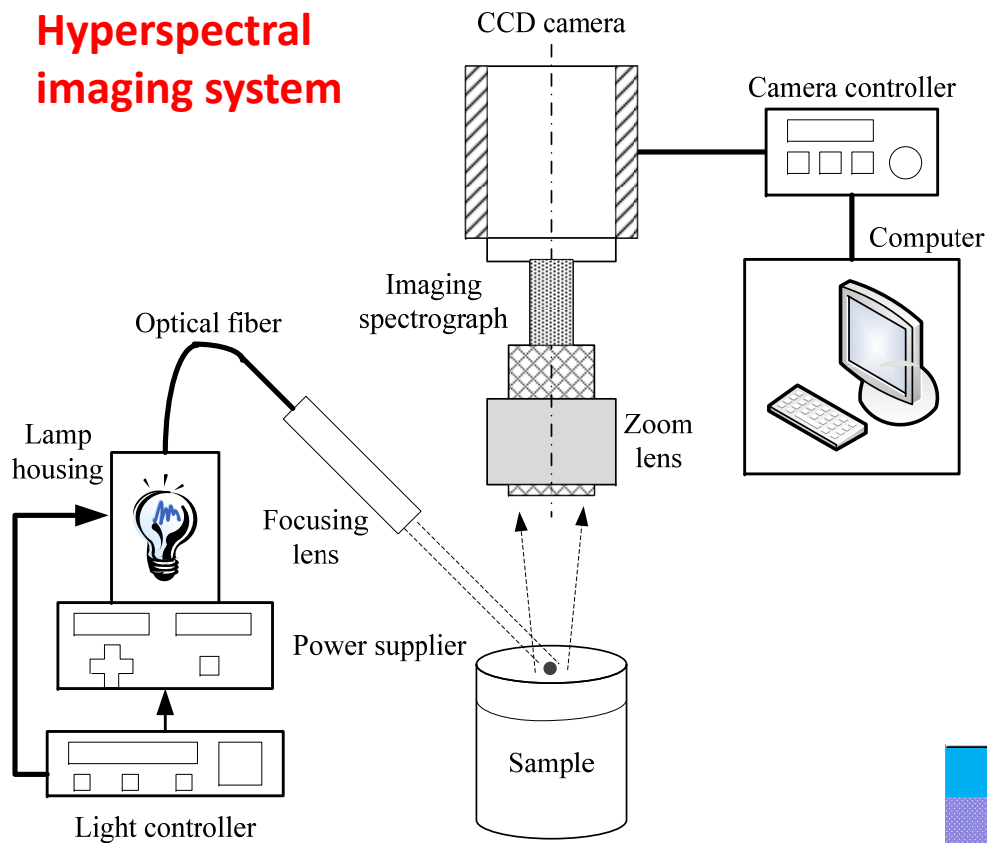 Hyperspectral
imaging system
CCD camera
Camera controller
Computer
Imaging
spectrograph
Optical fiber
Zoom
lens
Lamp
housing
Focusing
lens
Power supplier
Sample
Light controller